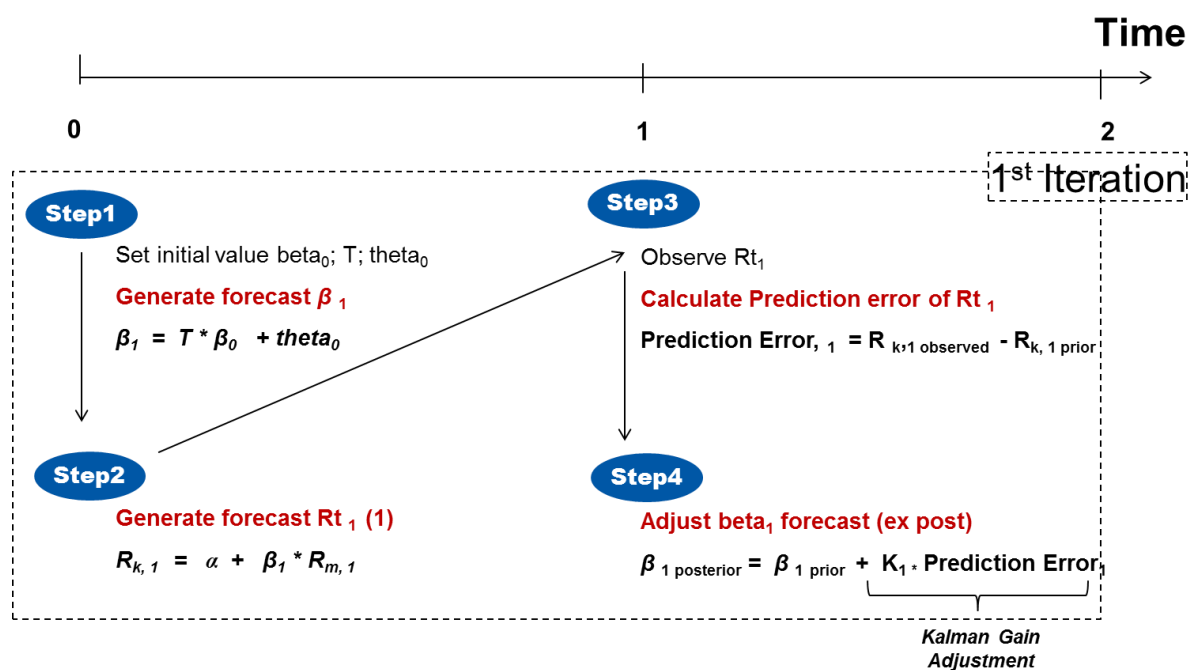 Time
0
1
2
1st Iteration
Step1
Set initial value beta0; T; theta0
Generate forecast β 1
β1 = T * β0 + theta0
Step2
Generate forecast Rt 1 (1)
Rk, 1 = α + β1 * Rm, 1
Step3
Observe Rt1
Calculate Prediction error of Rt 1
Prediction Error, 1 = R k,1 observed - Rk, 1 prior
Step4
Adjust beta1 forecast (ex post)
β 1 posterior = β 1 prior + K1 * Prediction Error1
Kalman Gain
Adjustment